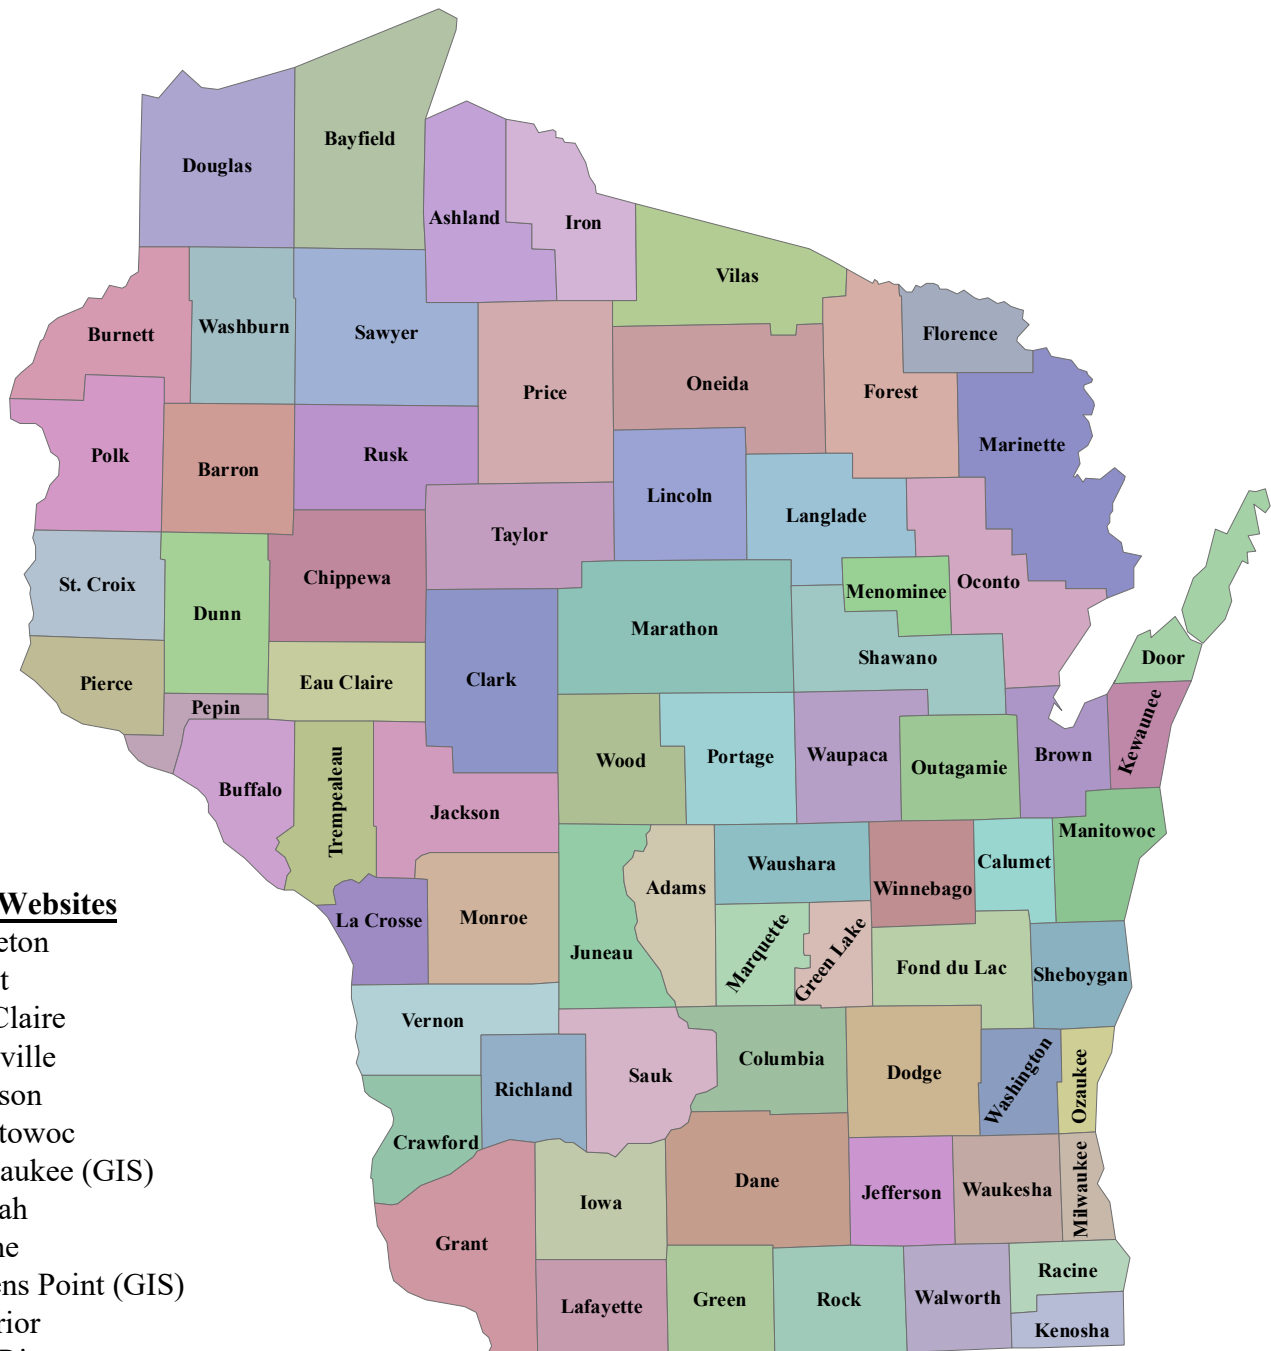 Bayfield
Douglas
Ashland
Iron
Vilas
Burnett
Washburn
Sawyer
Florence
Price
Oneida
Forest
Marinette
Polk
Barron
Rusk
Lincoln
Langlade
Taylor
St. Croix
Chippewa
Menominee
Oconto
Dunn
Marathon
Shawano
Door
Pierce
Eau Claire
Clark
Pepin
Kewaunee
Wood
Portage
Waupaca
Outagamie
Brown
Buffalo
Trempealeau
Jackson
Manitowoc
Waushara
Calumet
Adams
Winnebago
La Crosse
Monroe
Juneau
Marquette
Green Lake
Fond du Lac
Sheboygan
Vernon
Richland
Sauk
Columbia
Dodge
Washington
Ozaukee
Crawford
Dane
Iowa
Jefferson
Waukesha
Milwaukee
Grant
Racine
Lafayette
Green
Rock
Walworth
Kenosha
Websites
eton
t
Claire
ville
son
towoc
aukee (GIS)
ah
ne
ens Point (GIS)
rior